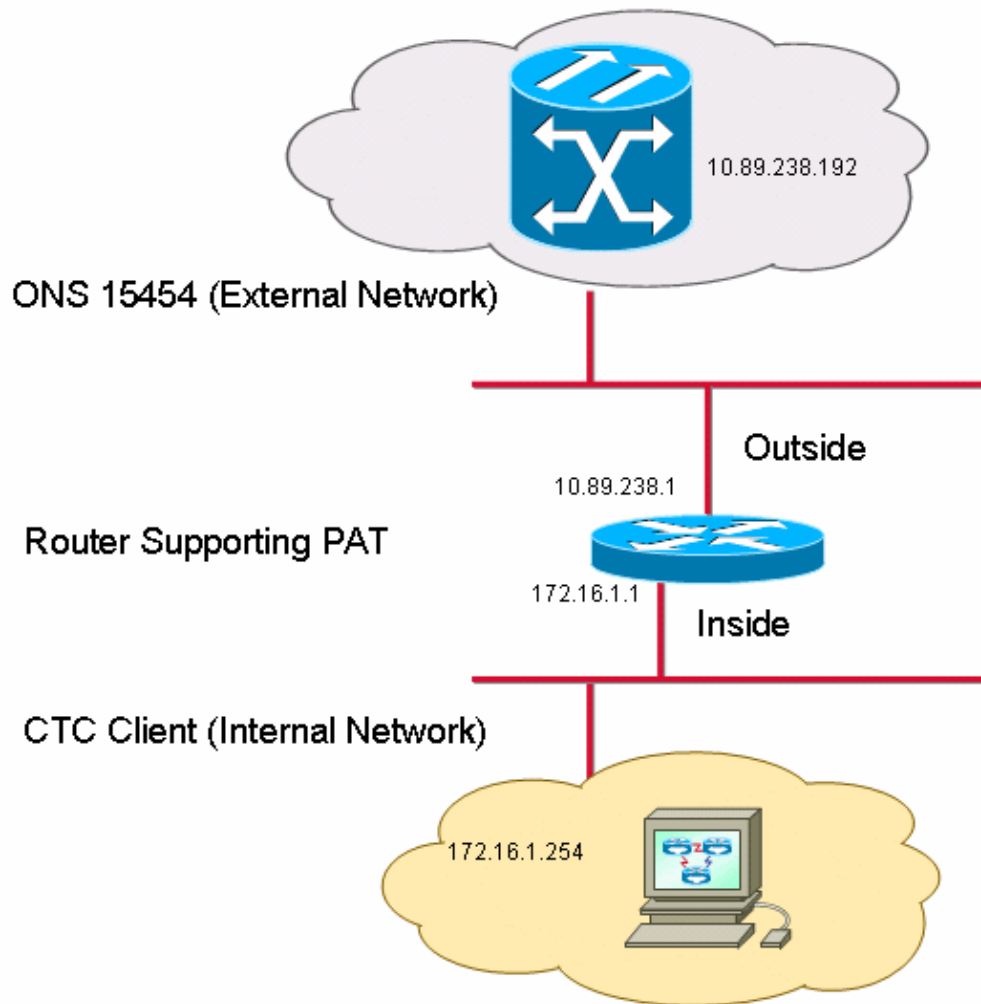 10.89.238.192
ONS 15454 (External Network)
Outside
10.89.238.1
Router Supporting PAT
172.16.1.1
Inside
CTC Client (Internal Network)
172.16.1.254